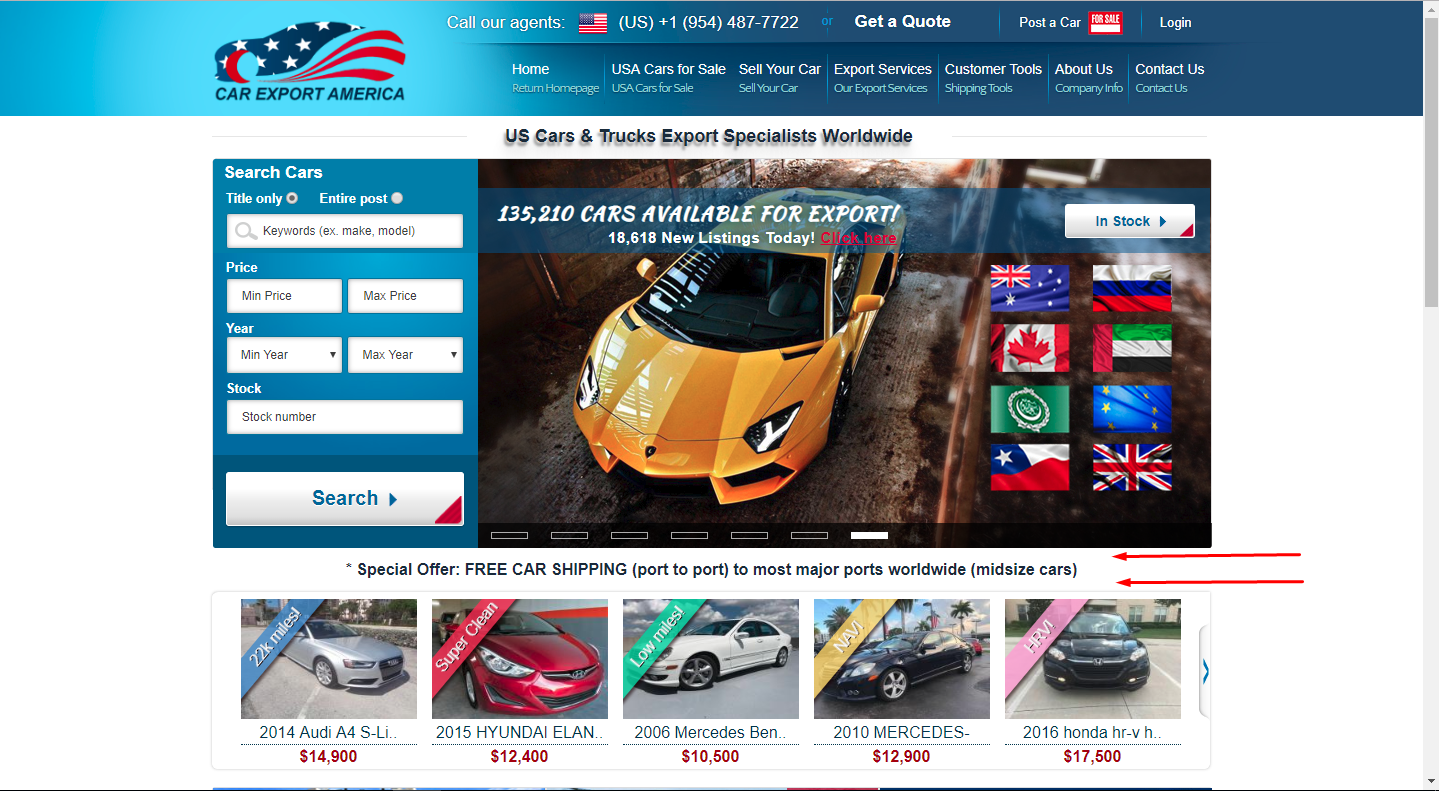 Call our agents: (US) +1 (954) 487-7722 or Get a Quote Post a Car FOR SALE Login
CAR EXPORT AMERICA
Home USA Cars for Sale Sell Your Car Export Services Customer Tools About Us Contact Us
Return Homepage USA Cars for Sale Sell Your Car Our Export Services Shipping Tools Company Info Contact Us
US Cars & Trucks Export Specialists Worldwide
Search Cars
Title only Entire post
Keywords (ex. make, model)
Price
Min Price Max Price
Year
Min Year Max Year
Stock
Stock number
Search
135,210 CARS AVAILABLE FOR EXPORT!
18,618 New Listings Today! Click here
In Stock
* Special Offer: FREE CAR SHIPPING (port to port) to most major ports worldwide (midsize cars)
22k miles! Super Clean Low miles! NAVI HRVI
2014 Audi A4 S-Li.. 2015 HYUNDAI ELAN.. 2006 Mercedes Ben.. 2010 MERCEDES- 2016 honda hr-v h..
$14,900 $12,400 $10,500 $12,900 $17,500